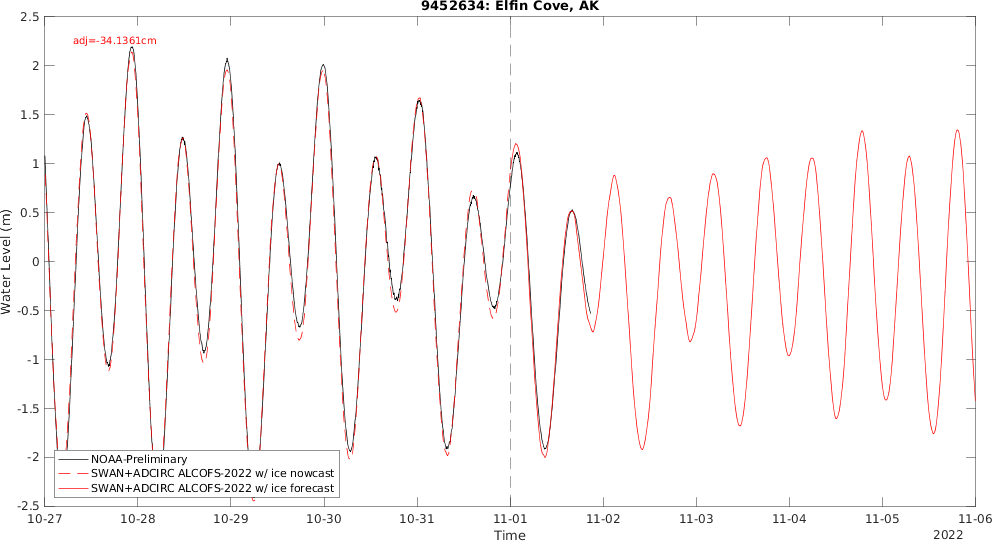 9452634: Elfin Cove, AK
adj=-34.1361cm
2.5
2
1.5
1
0.5
0
-0.5
-1
-1.5
-2
-2.5
Water Level (m)
NOAA-Preliminary
SWAN+ADCIRC ALCOFS-2022 w/ ice nowcast
SWAN+ADCIRC ALCOFS-2022 w/ ice forecast
10-27 10-28 10-29 10-30 10-31 11-01 11-02 11-03 11-04 11-05 11-06
Time
2022